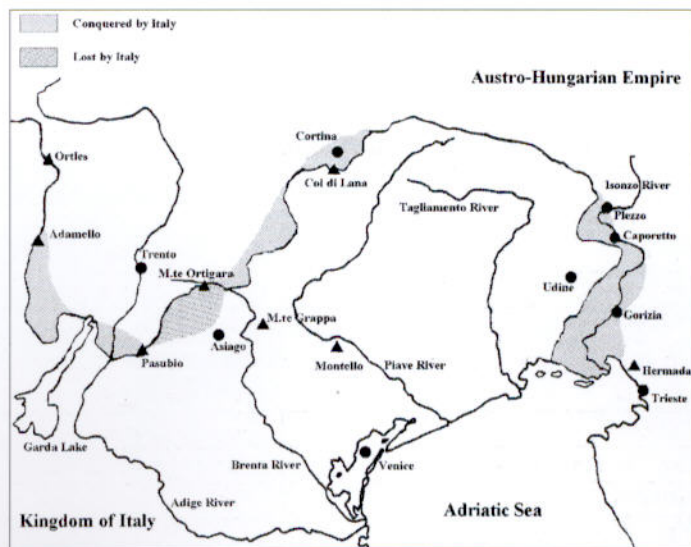 Conquered by Italy
Lost by Italy
Austro-Hungarian Empire
Cortina
Ortles
Col di Lana
Isonzo River
Tagliamento River
Plezzo
Adamello
Caporetto
Trento
M.te Ortigara
Udine
M.te Grappa
Gorizia
Asiago
Pasubio
Montello
Piave River
Hermada
Trieste
Garda Lake
Brenta River
Venice
Adige River
Kingdom of Italy
Adriatic Sea